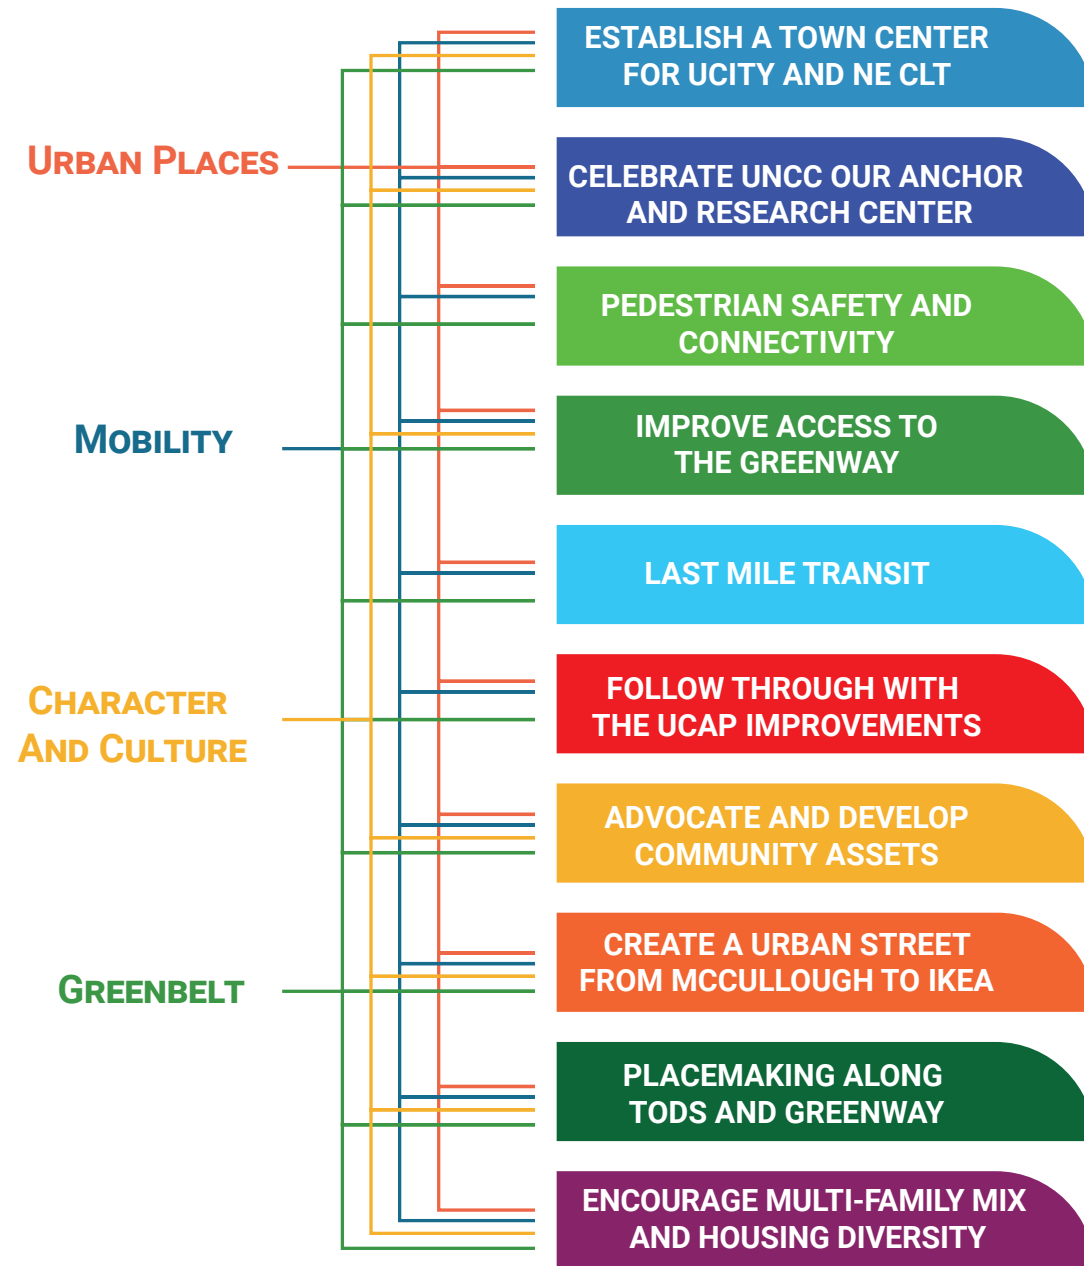 URBAN PLACES
MOBILITY
CHARACTER
AND CULTURE
GREENBELT
ESTABLISH A TOWN CENTER
FOR UCITY AND NE CLT
CELEBRATE UNCC OUR ANCHOR
AND RESEARCH CENTER
PEDESTRIAN SAFETY AND
CONNECTIVITY
IMPROVE ACCESS TO
THE GREENWAY
LAST MILE TRANSIT
FOLLOW THROUGH WITH
THE UCAP IMPROVEMENTS
ADVOCATE AND DEVELOP
COMMUNITY ASSETS
CREATE A URBAN STREET
FROM MCCULLOUGH TO IKEA
PLACEMAKING ALONG
TODS AND GREENWAY
ENCOURAGE MULTI-FAMILY MIX
AND HOUSING DIVERSITY